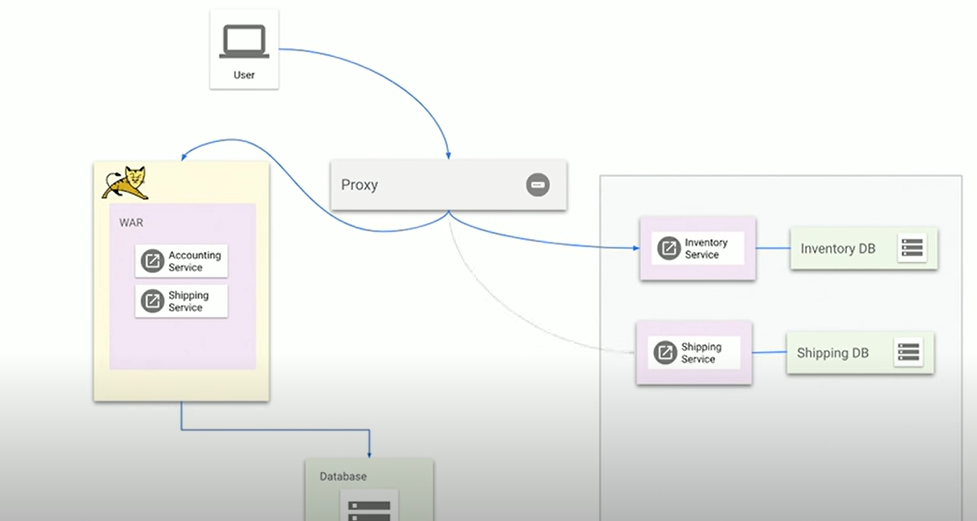 User
Proxy
WAR
Accounting
Service
Shipping
Service
Inventory
Service
Inventory DB
Shipping
Service
Shipping DB
Database